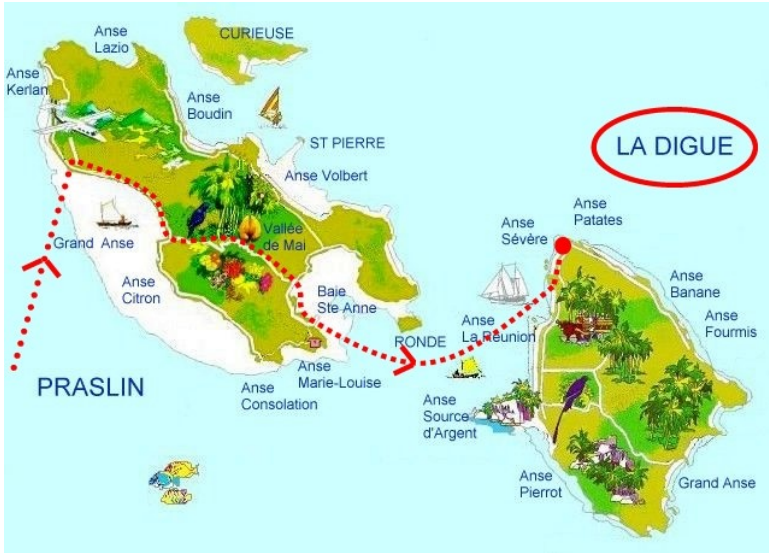 CURIEUSE
Anse
Lazio
Anse
Kerlan
Anse
Boudin
ST PIERRE
Anse Volbert
LA DIGUE
Anse
Patates
Anse
Sévère
Grand Anse
Vallée
de Mai
Anse
Citron
Baie
Ste Anne
Anse
Banane
Anse
Fourmis
RONDE
Anse
La Réunion
PRASLIN
Anse
Marie-Louise
Anse
Consolation
Anse
Source
d'Argent
Anse
Pierrot
Grand Anse